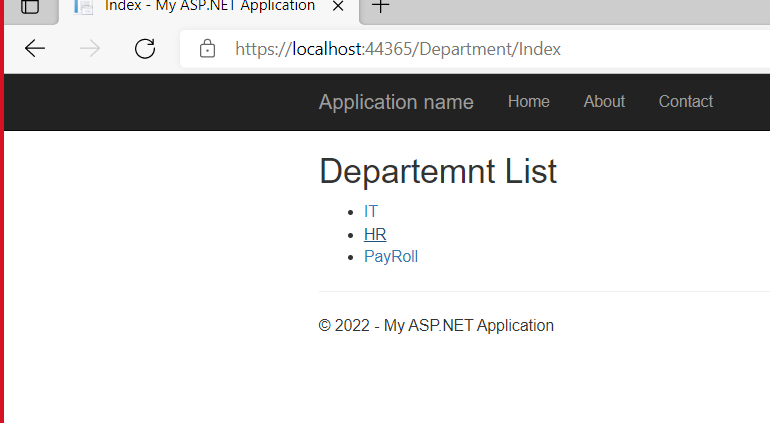 Index - My ASP.NET Application
https://localhost:44365/Department/Index
Application name Home About Contact
Departemnt List
IT
HR
PayRoll
© 2022 - My ASP.NET Application